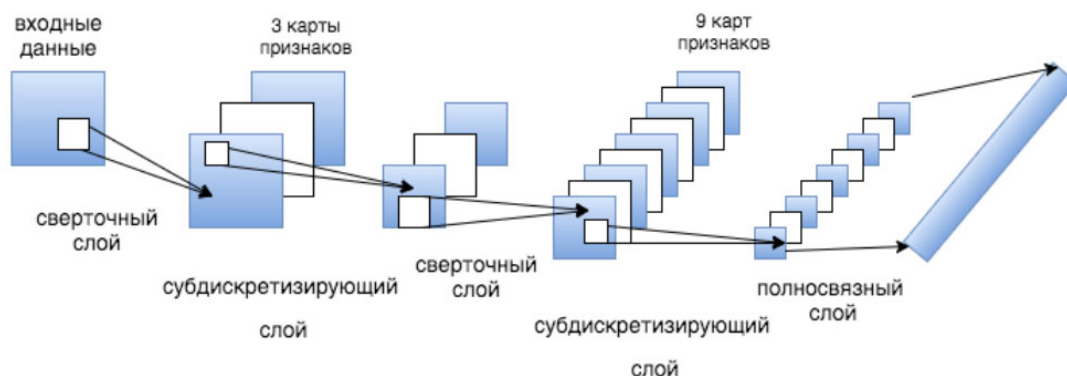 входные
данные
3 карты
признаков
9 карт
признаков
сверточный
слой
субдискретизирующий
слой
сверточный
слой
субдискретизирующий
слой
полносвязный
слой